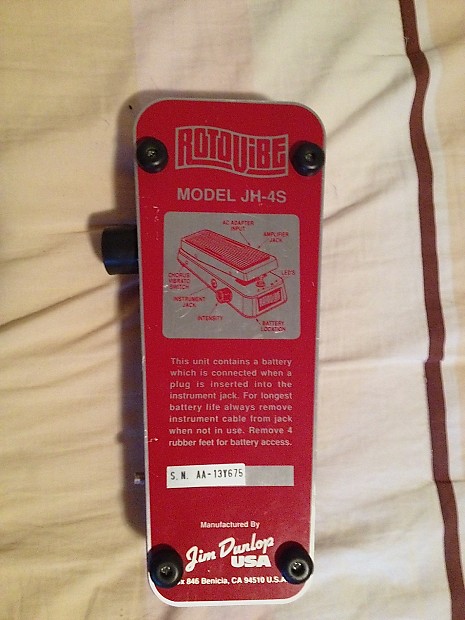 ROTOVIBE
MODEL JH-4S
AC ADAPTER
INPUT
AMPLIFIER
JACK
CHORUS
VIBRATO
SWITCH
LED'S
INSTRUMENT
JACK
INTENSITY
BATTERY
LOCATION
This unit contains a battery
which is connected when a
plug is inserted into the
instrument jack. For longest
battery life always remove
instrument cable from jack
when not in use. Remove 4
rubber feet for battery access.
S.N. AA-13Y675
Manufactured By
Jim Dunlop
USA
846 Benicia, CA 94510 U.S.A